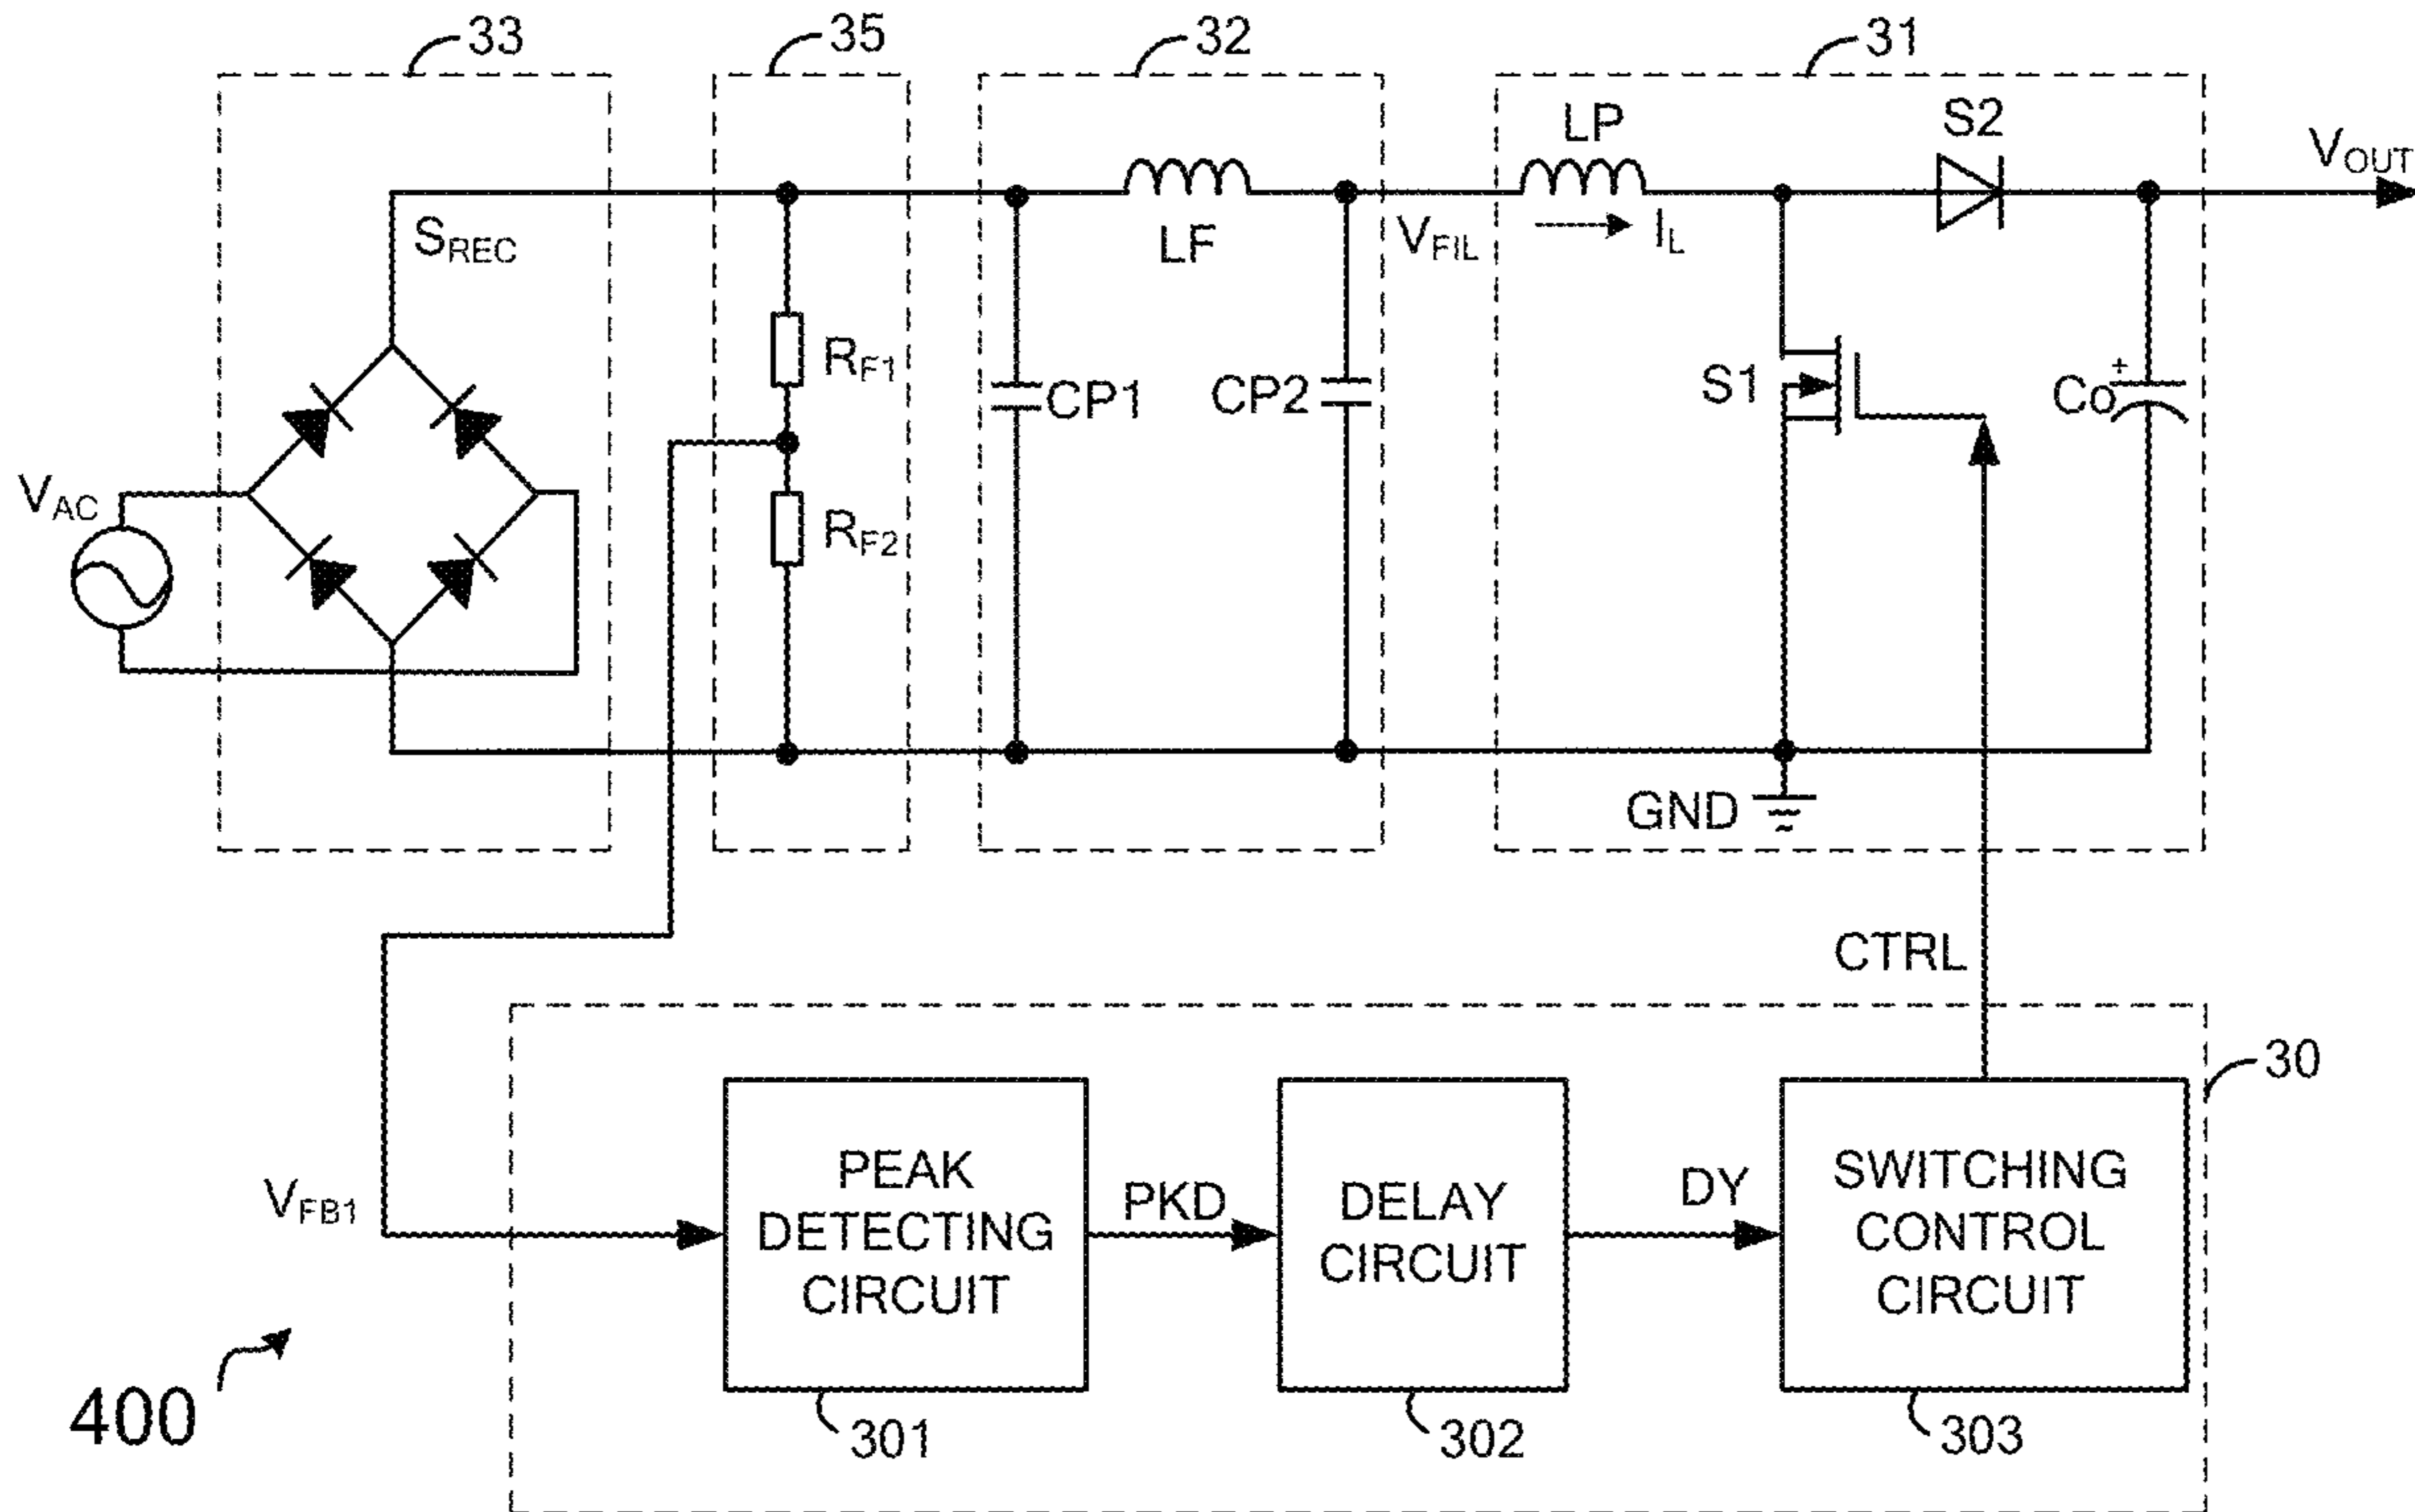 33
35
32
31
LP
S2
VOUT
SREC
LF
VFIL
IL
RF1
CP1
CP2
S1
Co
+
VAC
RF2
GND
CTRL
30
PEAK
DETECTING
CIRCUIT
PKD
DELAY
CIRCUIT
DY
SWITCHING
CONTROL
CIRCUIT
VFB1
400
301
302
303